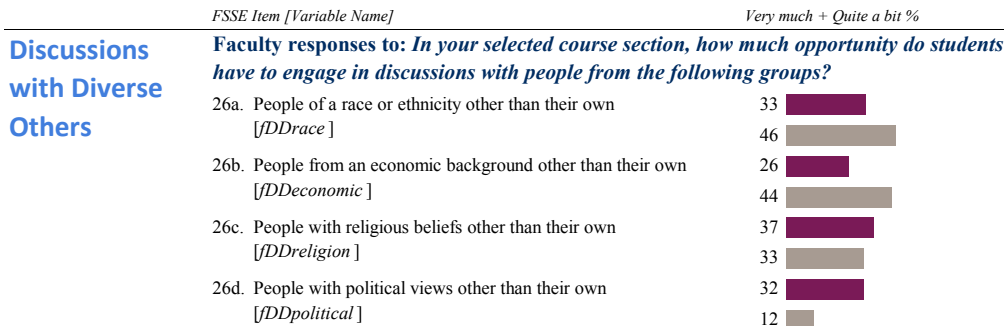 FSSE Item [Variable Name] Very much + Quite a bit %
Discussions
with Diverse
Others
Faculty responses to: In your selected course section, how much opportunity do students
have to engage in discussions with people from the following groups?
26a. People of a race or ethnicity other than their own 33
[fDDrace ]
46
26b. People from an economic background other than their own 26
[fDDeconomic ]
44
26c. People with religious beliefs other than their own 37
[fDDreligion ]
33
26d. People with political views other than their own 32
[fDDpolitical ]
12